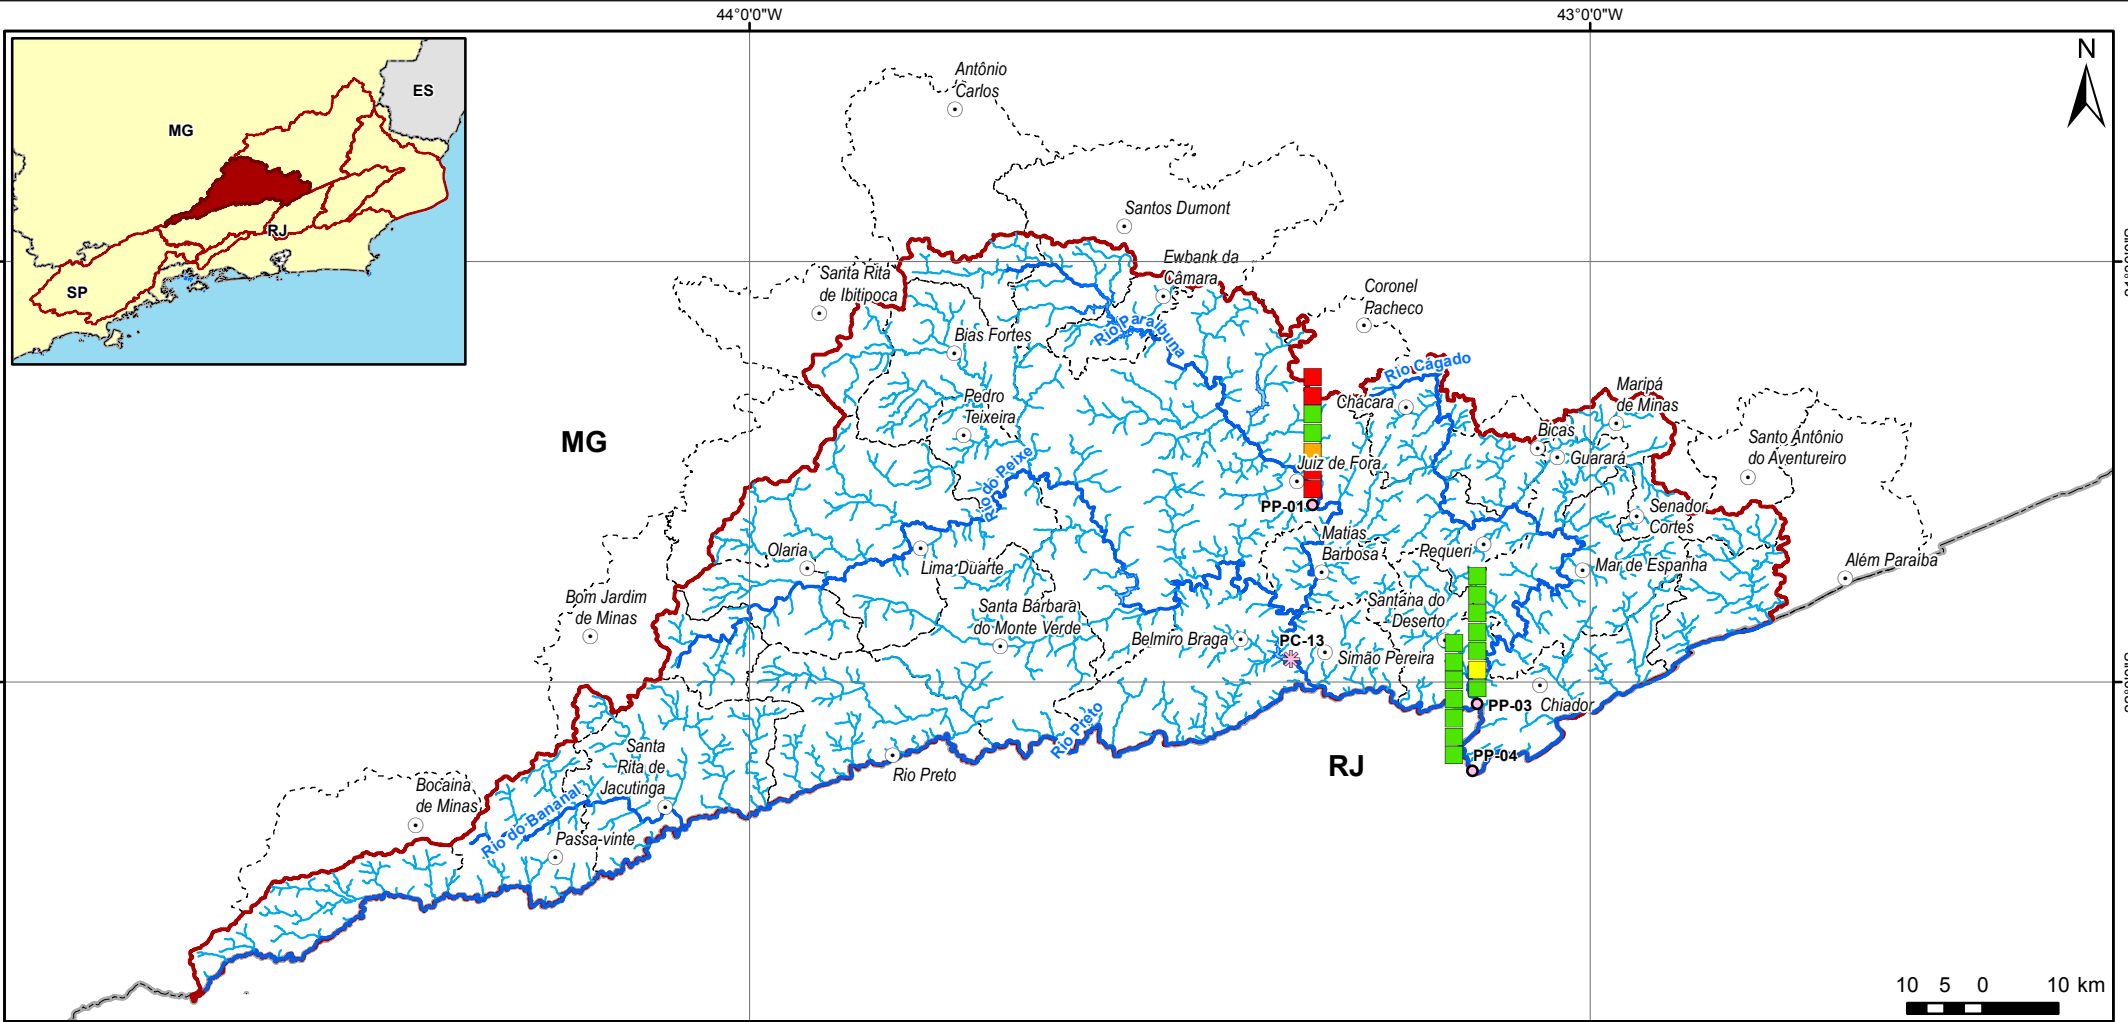 44°0'0"W
43°0'0"W
N
ES
MG
RJ
SP
Antônio
Carlos
Santos Dumont
Ewbank da
Câmara
Santa Rita
de Ibitipoca
Coronel
Pacheco
Rio Paraibuna
Bias Fortes
Rio Cágado
Pedro
Teixeira
Chácara
Maripá
de Minas
MG
Bicas
Guarará
Santo Antônio
do Aventureiro
Rio do Peixe
Juiz de Fora
PP-01
Senador
Cortes
Matias
Barbosa
Requeri
Olaria
Lima Duarte
Mar de Espanha
Além Paraíba
Bom Jardim
de Minas
Santa Bárbara
do Monte Verde
Santana do
Deserto
Belmiro Braga
PC-13
Simão Pereira
PP-03
Chiador
Rio Preto
Santa
Rita de
Jacutinga
PP-04
RJ
Rio Preto
Bocaina
de Minas
Rio do Bananal
Passa-vinte
10 5 0 10 km